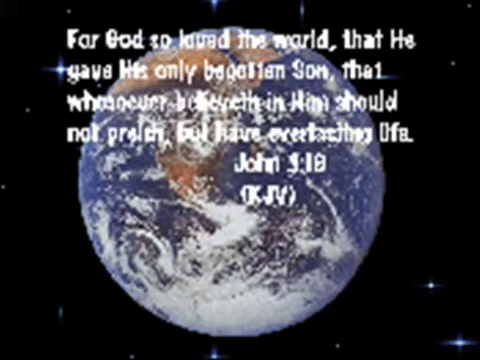 For God so loved the world, that He
gave His only begotten Son, that
whosoever believeth in Him should
not perish, but have everlasting life.
John 3:16
(KJV)